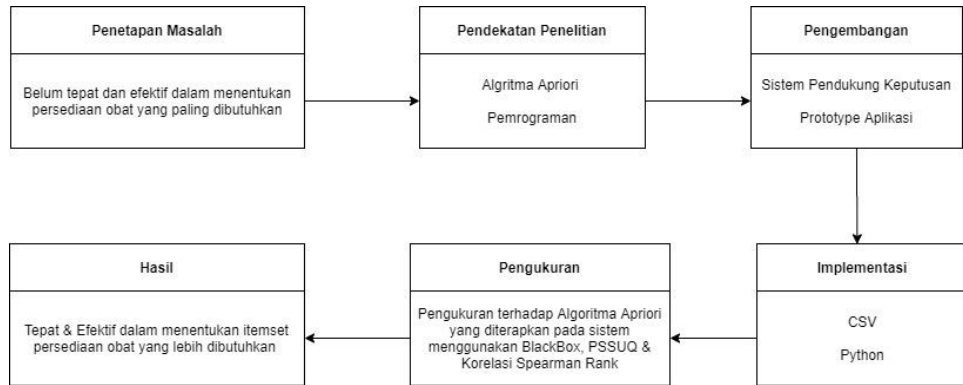 Penetapan Masalah
Belum tepat dan efektif dalam menentukan
persediaan obat yang paling dibutuhkan
Pendekatan Penelitian
Algritma Apriori
Pemrograman
Pengembangan
Sistem Pendukung Keputusan
Prototype Aplikasi
Implementasi
CSV
Python
Pengukuran
Pengukuran terhadap Algoritma Apriori
yang diterapkan pada sistem
menggunakan BlackBox, PSSUQ &
Korelasi Spearman Rank
Hasil
Tepat & Efektif dalam menentukan itemset
persediaan obat yang lebih dibutuhkan